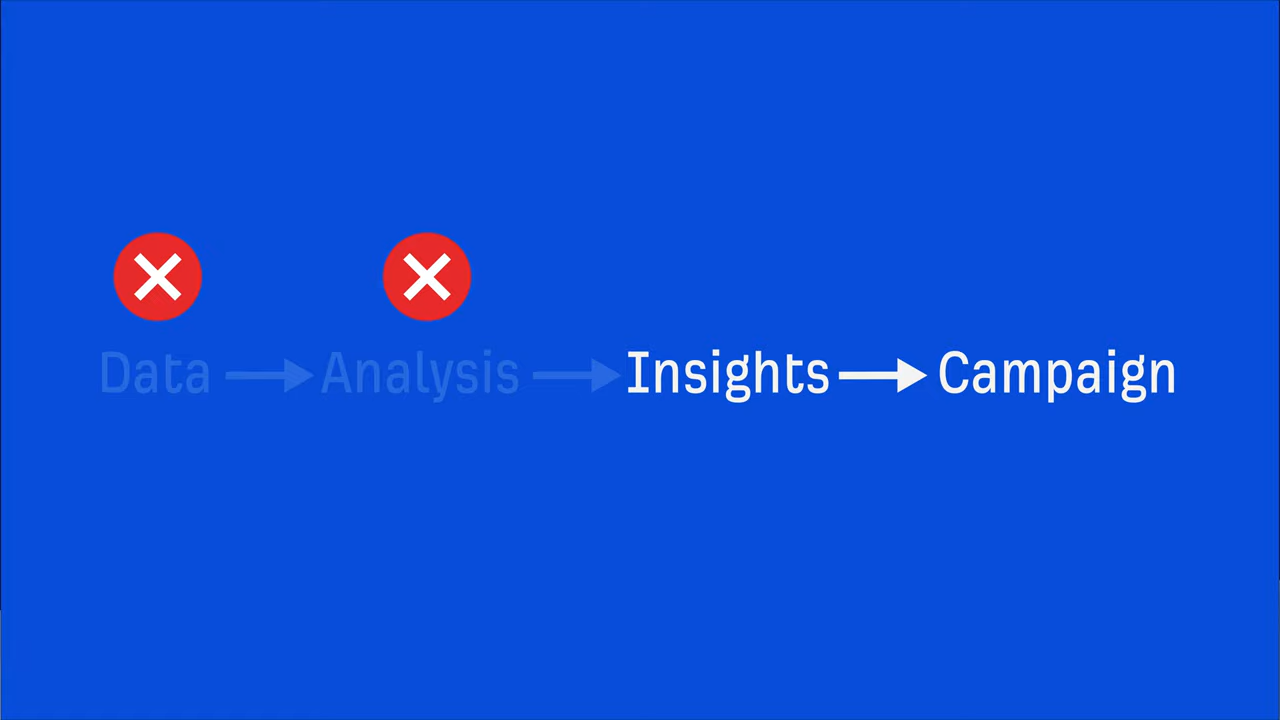 Data → Analysis → Insights → Campaign